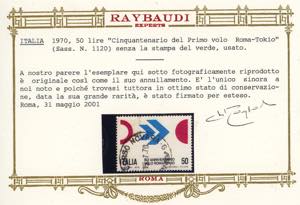 RAYBAUDI
EXPERTS
ITALIA 1970, 50 lire "Cinquantenario del Primo volo Roma-Tokio"
(Sass. N. 1120) senza la stampa del verde, usato.
A nostro parere l'esemplare qui sotto fotograficamente riprodotto
è originale così come il suo annullamento. E' l'unico sinora
a noi noto e poiché trovasi tuttora in ottimo stato di conservazione,
data la sua grande rarità, è stato firmato per esteso.
Roma, 31 maggio 2001
ITALIA 50
ROMA